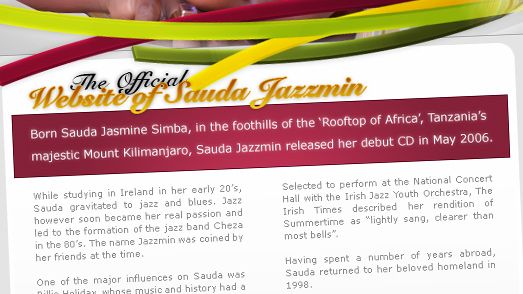 The Official
Website of Sauda Jazzmin
Born Sauda Jasmine Simba, in the foothills of the ‘Rooftop of Africa’, Tanzania’s
majestic Mount Kilimanjaro, Sauda Jazzmin released her debut CD in May 2006.
While studying in Ireland in her early 20’s,
Sauda gravitated to jazz and blues. Jazz
however soon became her real passion and
led to the formation of the jazz band Cheza
in the 80’s. The name Jazzmin was coined by
her friends at the time.
One of the major influences on Sauda was
Billie Holiday, whose music and history had a
Selected to perform at the National Concert
Hall with the Irish Jazz Youth Orchestra, The
Irish Times described her rendition of
Summertime as “lightly sang, clearer than
most bells”.
Having spent a number of years abroad,
Sauda returned to her beloved homeland in
1998.